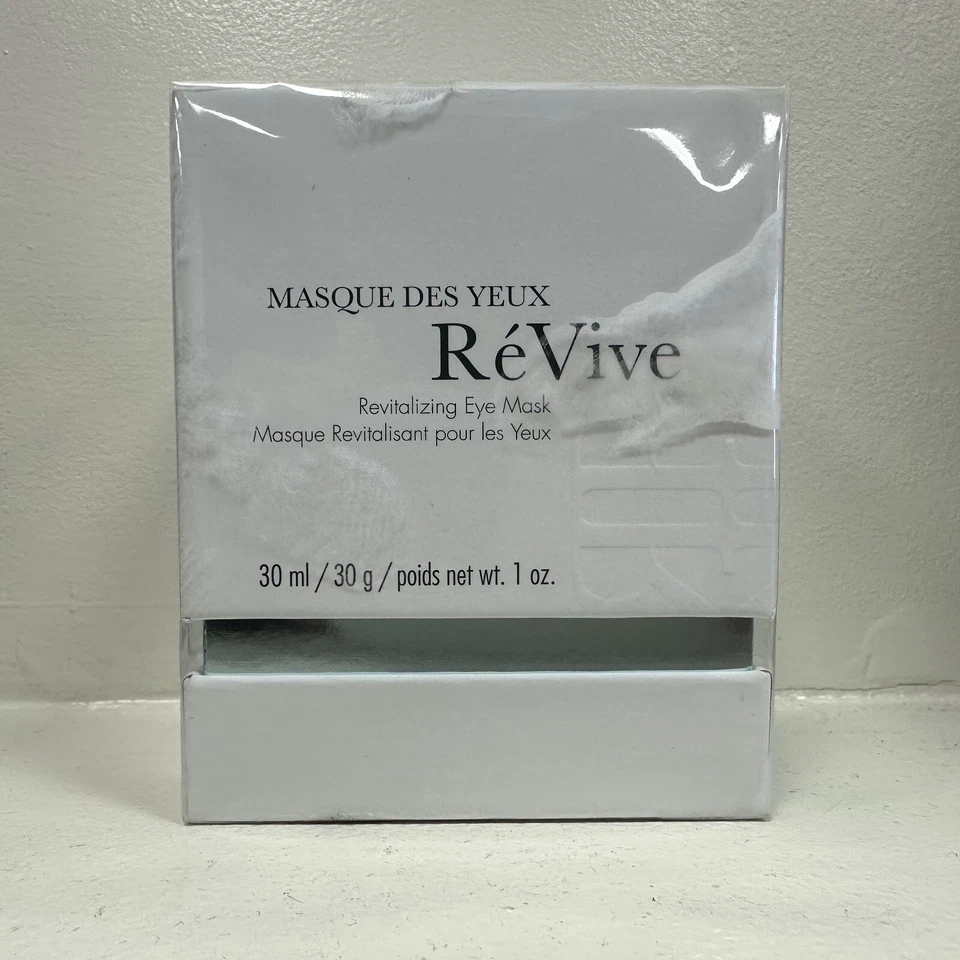 MASQUE DES YEUX
RéVive
Revitalizing Eye Mask
Masque Revitalisant pour les Yeux
30 ml / 30 g / poids net wt. 1 oz.